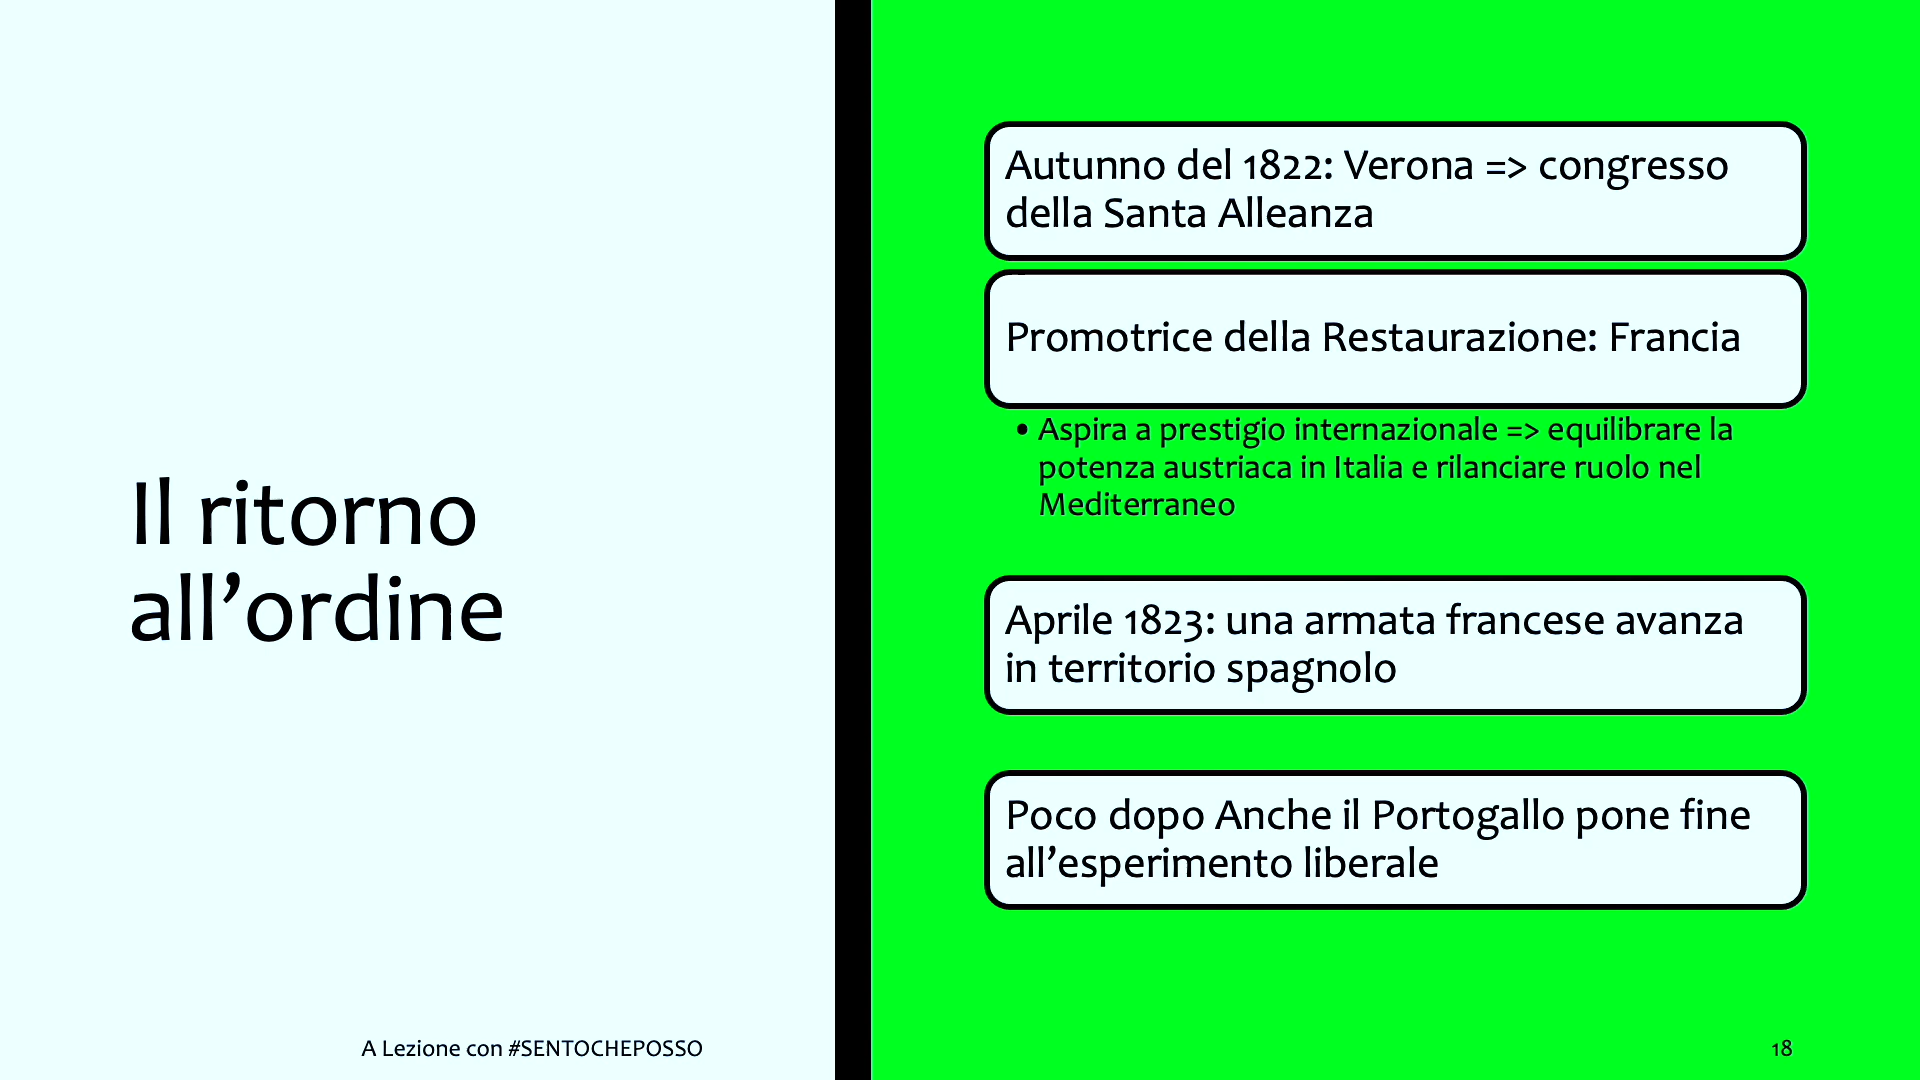 Il ritorno
all’ordine
Autunno del 1822: Verona => congresso
della Santa Alleanza
Promotrice della Restaurazione: Francia
• Aspira a prestigio internazionale => equilibrare la
potenza austriaca in Italia e rilanciare ruolo nel
Mediterraneo
Aprile 1823: una armata francese avanza
in territorio spagnolo
Poco dopo Anche il Portogallo pone fine
all’esperimento liberale
A Lezione con #SENTOCHEPOSSO
18